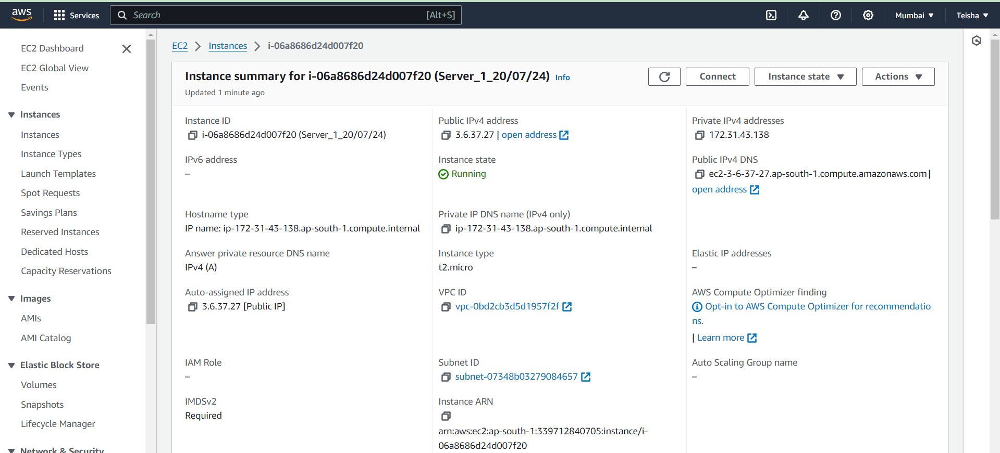 aws
Services
Search
[Alt+S]
Mumbai
Teisha
EC2 Dashboard
EC2 Global View
Events
Instances
Instances
Instance Types
Launch Templates
Spot Requests
Savings Plans
Reserved Instances
Dedicated Hosts
Capacity Reservations
Images
AMIs
AMI Catalog
Elastic Block Store
Volumes
Snapshots
Lifecycle Manager
Network & Security
EC2 > Instances > i-06a8686d24d007f20
Instance summary for i-06a8686d24d007f20 (Server_1_20/07/24) Info
Updated 1 minute ago
Connect
Instance state
Actions
Instance ID
i-06a8686d24d007f20 (Server_1_20/07/24)
Public IPv4 address
3.6.37.27 | open address
Private IPv4 addresses
172.31.43.138
IPv6 address
–
Instance state
Running
Public IPv4 DNS
ec2-3-6-37-27.ap-south-1.compute.amazonaws.com |
open address
Hostname type
IP name: ip-172-31-43-138.ap-south-1.compute.internal
Private IP DNS name (IPv4 only)
ip-172-31-43-138.ap-south-1.compute.internal
Answer private resource DNS name
IPv4 (A)
Instance type
t2.micro
Elastic IP addresses
–
Auto-assigned IP address
3.6.37.27 [Public IP]
VPC ID
vpc-0bd2cb3d5d1957f2f
AWS Compute Optimizer finding
Opt-in to AWS Compute Optimizer for recommendatio
ns.
| Learn more
IAM Role
–
Subnet ID
subnet-07348b03279084657
Auto Scaling Group name
–
IMDSv2
Required
Instance ARN
arn:aws:ec2:ap-south-1:339712840705:instance/i-
06a8686d24d007f20